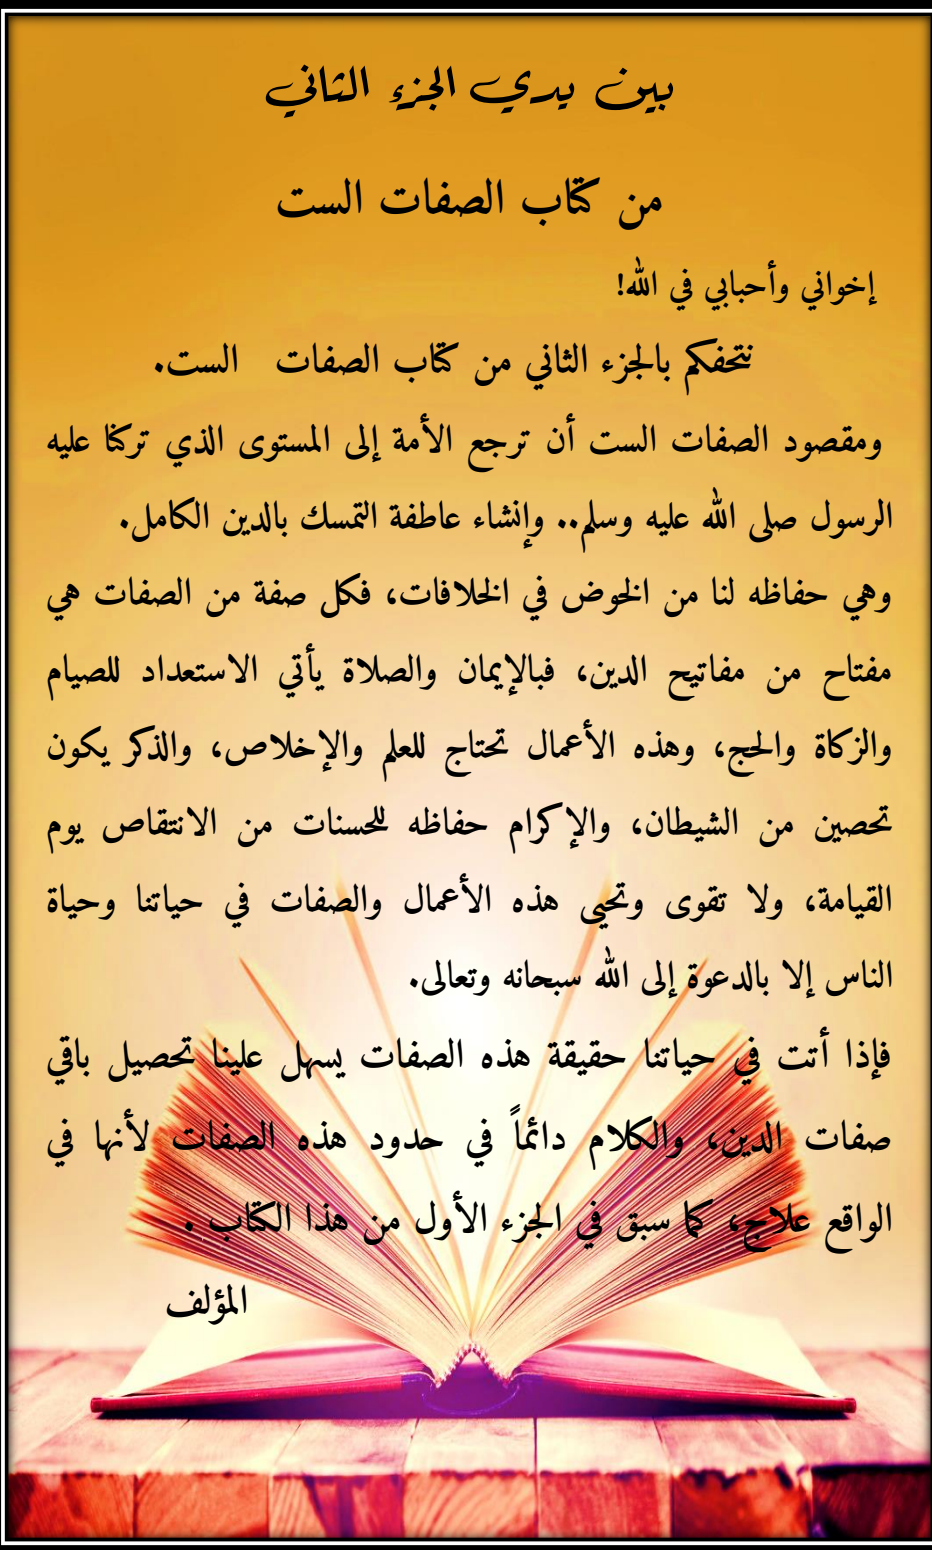 بين يدي الجزء الثاني
من كتاب الصفات الست
إخواني وأحبابي في الله!
نتحفكم بالجزء الثاني من كتاب الصفات الست.
ومقصود الصفات الست أن ترجع الأمة إلى المستوى الذي تركنا عليه
الرسول صلى الله عليه وسلم.. وإنشاء عاطفة التمسك بالدين الكامل.
وهي حفاظه لنا من الخوض في الخلافات، فكل صفة من الصفات هي
مفتاح من مفاتيح الدين، فبالإيمان والصلاة يأتي الاستعداد للصيام
والزكاة والحج، وهذه الأعمال تحتاج للعلم والإخلاص، والذكر يكون
تحصين من الشيطان، والإكرام حفاظه للحسنات من الانتقاص يوم
القيامة، ولا تقوى وتحيى هذه الأعمال والصفات في حياتنا وحياة
الناس إلا بالدعوة إلى الله سبحانه وتعالى.
فإذا أتت في حياتنا حقيقة هذه الصفات يسهل علينا تحصيل باقي
صفات الدين، والكلام دائماً في حدود هذه الصفات لأنها في
الواقع علاج، كما سبق في الجزء الأول من هذا الكتاب .
المؤلف